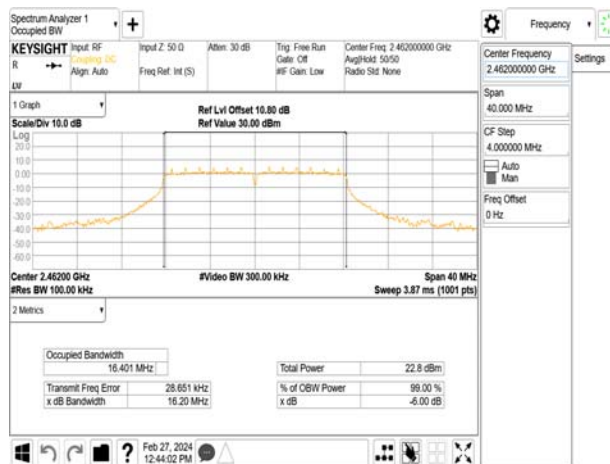 Spectrum Analyzer 1
Occupied BW
Frequency
KEYSIGHT
R
LV
Input: RF
Coupling: DC
Align: Auto
Input Z: 50 Ω
Freq Ref: Int (S)
Atten: 30 dB
Trig: Free Run
Gate: Off
#IF Gain: Low
Center Freq: 2.462000000 GHz
Avg|Hold: 50/50
Radio Std: None
Center Frequency
2.462000000 GHz
Settings
Span
40.000 MHz
CF Step
4.000000 MHz
Auto
Man
Freq Offset
0 Hz
1 Graph
Scale/Div 10.0 dB
Ref Lvl Offset 10.80 dB
Ref Value 30.00 dBm
Log
20.0
10.0
0.00
-10.0
-20.0
-30.0
-40.0
-50.0
-60.0
Center 2.46200 GHz
#Res BW 100.00 kHz
#Video BW 300.00 kHz
Span 40 MHz
Sweep 3.87 ms (1001 pts)
2 Metrics
Occupied Bandwidth
16.401 MHz
Transmit Freq Error 28.651 kHz
x dB Bandwidth 16.20 MHz
Total Power 22.8 dBm
% of OBW Power 99.00 %
x dB -6.00 dB
?
Feb 27, 2024
12:44:02 PM